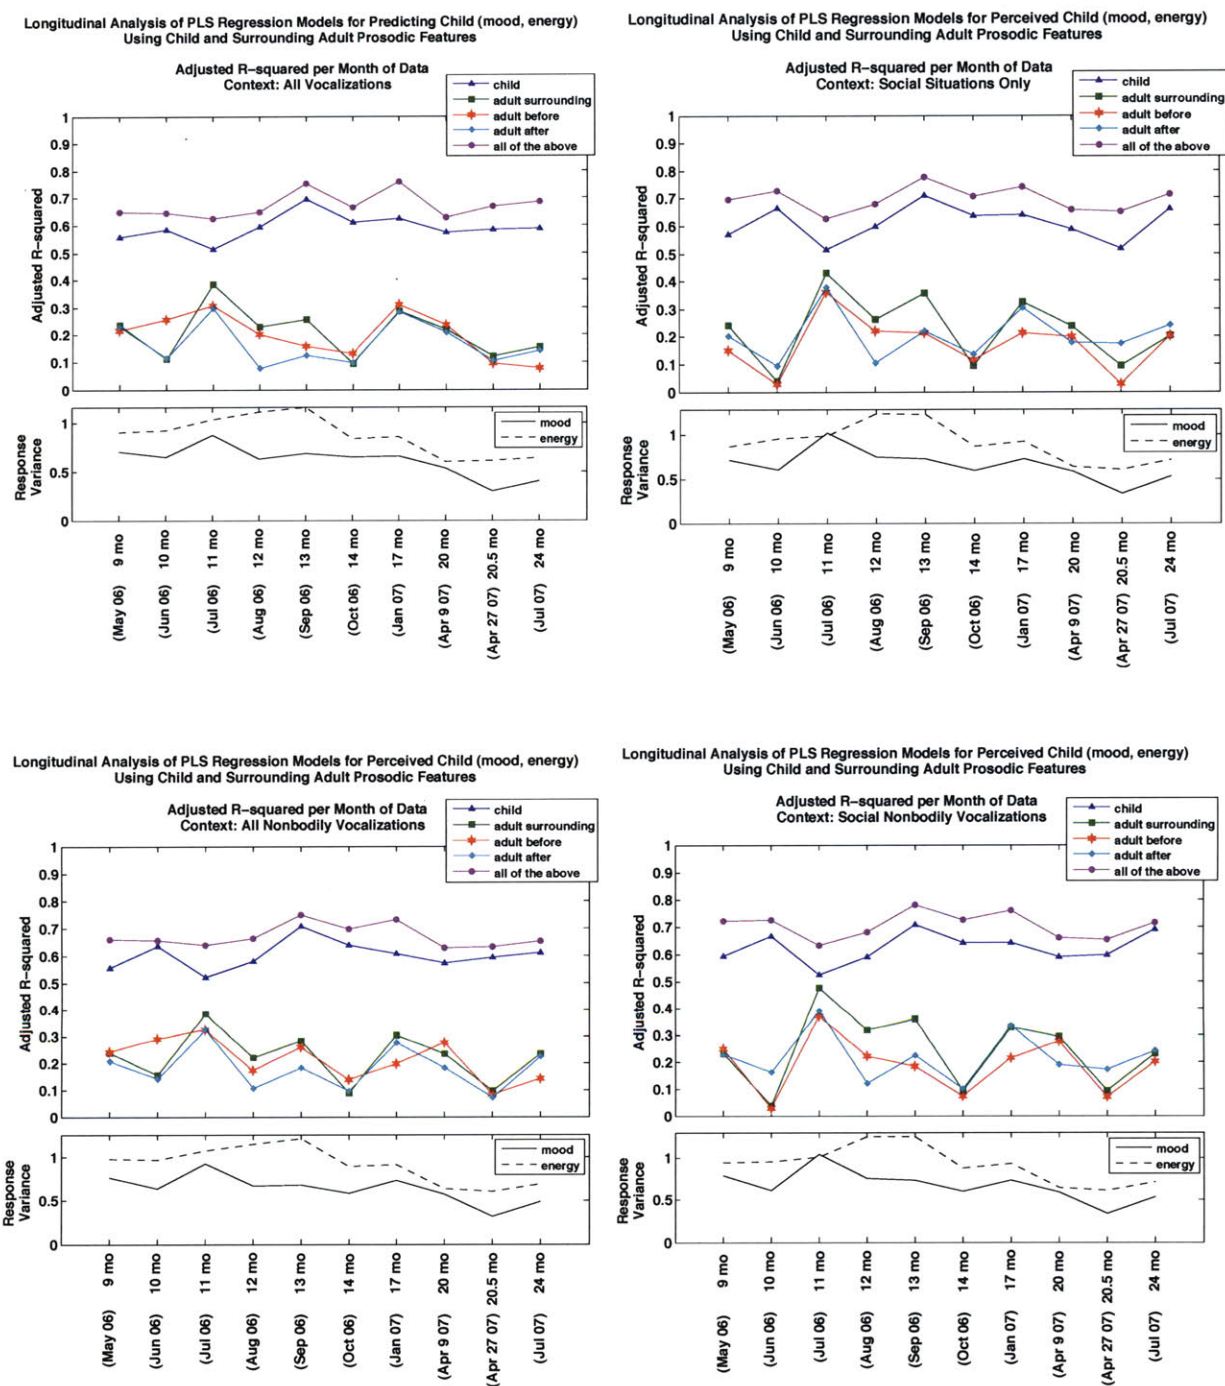 Longitudinal Analysis of PLS Regression Models for Predicting Child (mood, energy)
Using Child and Surrounding Adult Prosodic Features
Adjusted R−squared per Month of Data
Context: All Vocalizations
child
adult surrounding
adult before
adult after
all of the above
Adjusted R−squared
1
0.9
0.8
0.7
0.6
0.5
0.4
0.3
0.2
0.1
0
Response
Variance
1
0.5
0
mood
energy
9 mo
10 mo
11 mo
12 mo
13 mo
14 mo
17 mo
20 mo
20.5 mo
24 mo
(May 06)
(Jun 06)
(Jul 06)
(Aug 06)
(Sep 06)
(Oct 06)
(Jan 07)
(Apr 9 07)
(Apr 27 07)
(Jul 07)
Longitudinal Analysis of PLS Regression Models for Perceived Child (mood, energy)
Using Child and Surrounding Adult Prosodic Features
Adjusted R−squared per Month of Data
Context: Social Situations Only
child
adult surrounding
adult before
adult after
all of the above
Adjusted R−squared
1
0.9
0.8
0.7
0.6
0.5
0.4
0.3
0.2
0.1
0
Response
Variance
1
0.5
0
mood
energy
9 mo
10 mo
11 mo
12 mo
13 mo
14 mo
17 mo
20 mo
20.5 mo
24 mo
(May 06)
(Jun 06)
(Jul 06)
(Aug 06)
(Sep 06)
(Oct 06)
(Jan 07)
(Apr 9 07)
(Apr 27 07)
(Jul 07)
Longitudinal Analysis of PLS Regression Models for Perceived Child (mood, energy)
Using Child and Surrounding Adult Prosodic Features
Adjusted R−squared per Month of Data
Context: All Nonbodily Vocalizations
child
adult surrounding
adult before
adult after
all of the above
Adjusted R−squared
1
0.9
0.8
0.7
0.6
0.5
0.4
0.3
0.2
0.1
0
Response
Variance
1
0.5
0
mood
energy
9 mo
10 mo
11 mo
12 mo
13 mo
14 mo
17 mo
20 mo
20.5 mo
24 mo
(May 06)
(Jun 06)
(Jul 06)
(Aug 06)
(Sep 06)
(Oct 06)
(Jan 07)
(Apr 9 07)
(Apr 27 07)
(Jul 07)
Longitudinal Analysis of PLS Regression Models for Perceived Child (mood, energy)
Using Child and Surrounding Adult Prosodic Features
Adjusted R−squared per Month of Data
Context: Social Nonbodily Vocalizations
child
adult surrounding
adult before
adult after
all of the above
Adjusted R−squared
1
0.9
0.8
0.7
0.6
0.5
0.4
0.3
0.2
0.1
0
Response
Variance
1
0.5
0
mood
energy
9 mo
10 mo
11 mo
12 mo
13 mo
14 mo
17 mo
20 mo
20.5 mo
24 mo
(May 06)
(Jun 06)
(Jul 06)
(Aug 06)
(Sep 06)
(Oct 06)
(Jan 07)
(Apr 9 07)
(Apr 27 07)
(Jul 07)